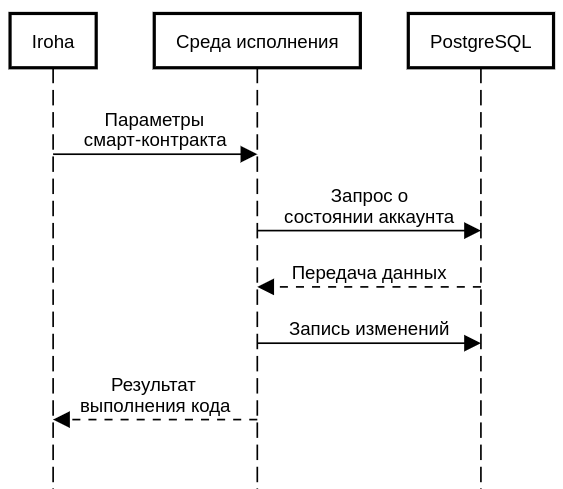 Iroha
Среда исполнения
PostgreSQL
Параметры
смарт-контракта
Запрос о
состоянии аккаунта
Передача данных
Запись изменений
Результат
выполнения кода